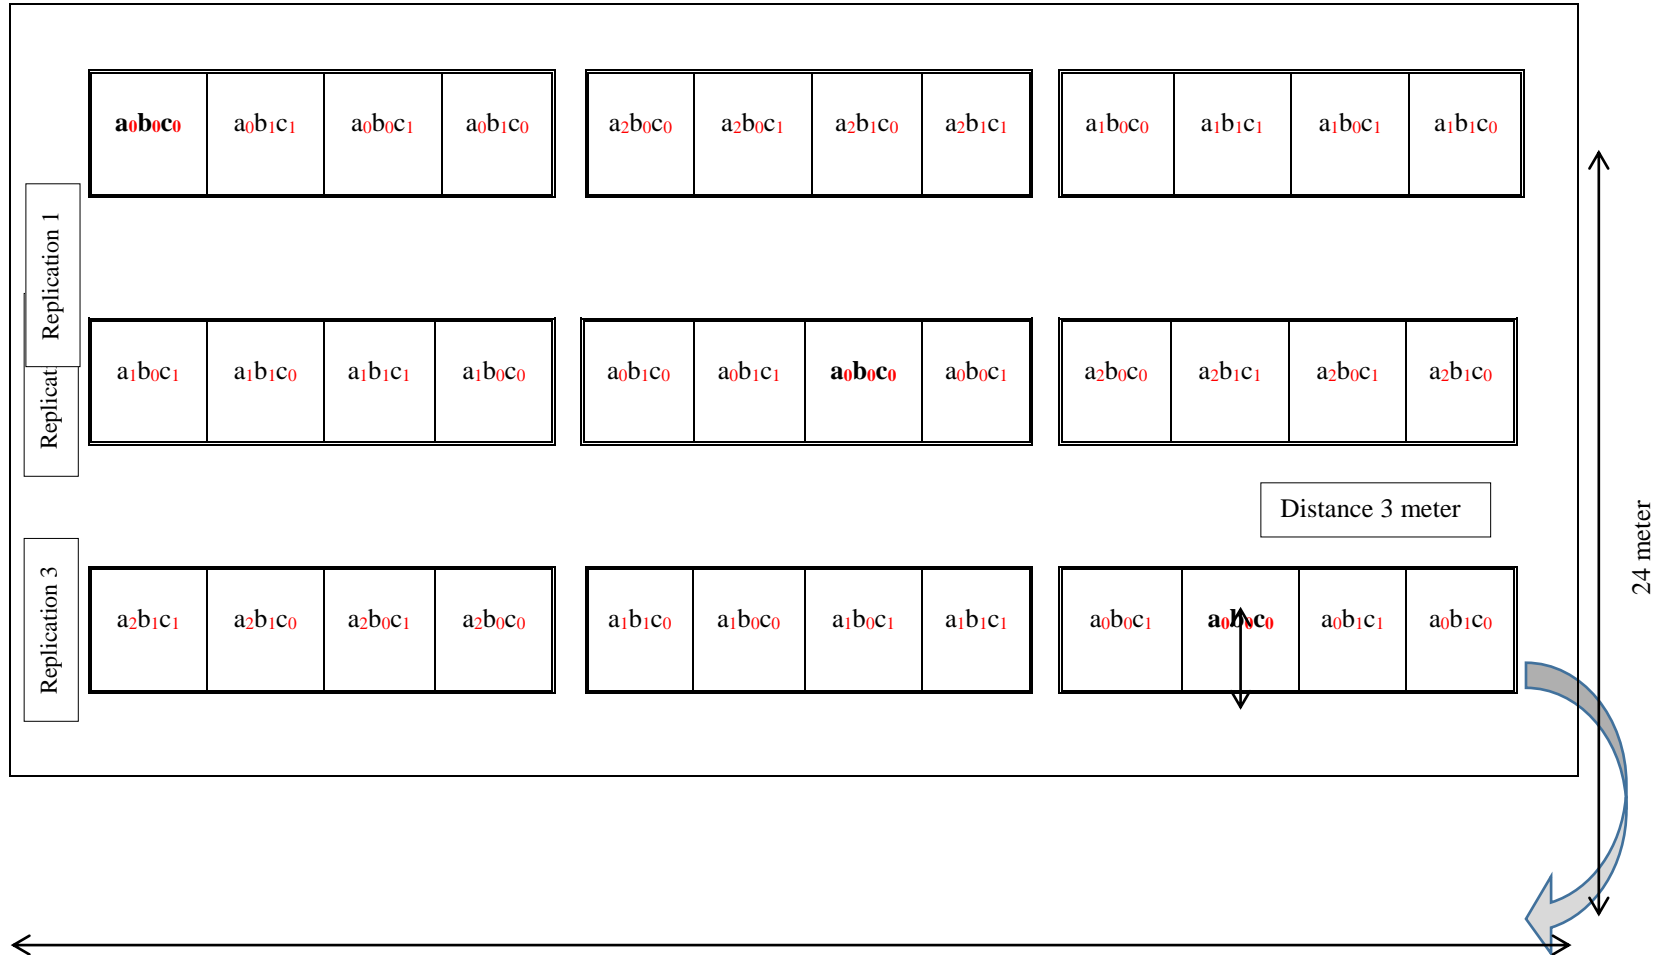 a₀b₀c₀ a₀b₁c₁ a₀b₀c₁ a₀b₁c₀ a₂b₀c₀ a₂b₀c₁ a₂b₁c₀ a₂b₁c₁ a₁b₀c₀ a₁b₁c₁ a₁b₀c₁ a₁b₁c₀
Replication 1
a₁b₀c₁ a₁b₁c₀ a₁b₁c₁ a₁b₀c₀ a₀b₁c₀ a₀b₁c₁ a₀b₀c₀ a₀b₀c₁ a₂b₀c₀ a₂b₁c₁ a₂b₀c₁ a₂b₁c₀
Replicati
Distance 3 meter
24 meter
Replication 3
a₂b₁c₁ a₂b₁c₀ a₂b₀c₁ a₂b₀c₀ a₁b₁c₀ a₁b₀c₀ a₁b₀c₁ a₁b₁c₁ a₀b₀c₁ a₀b₀c₀ a₀b₁c₁ a₀b₁c₀